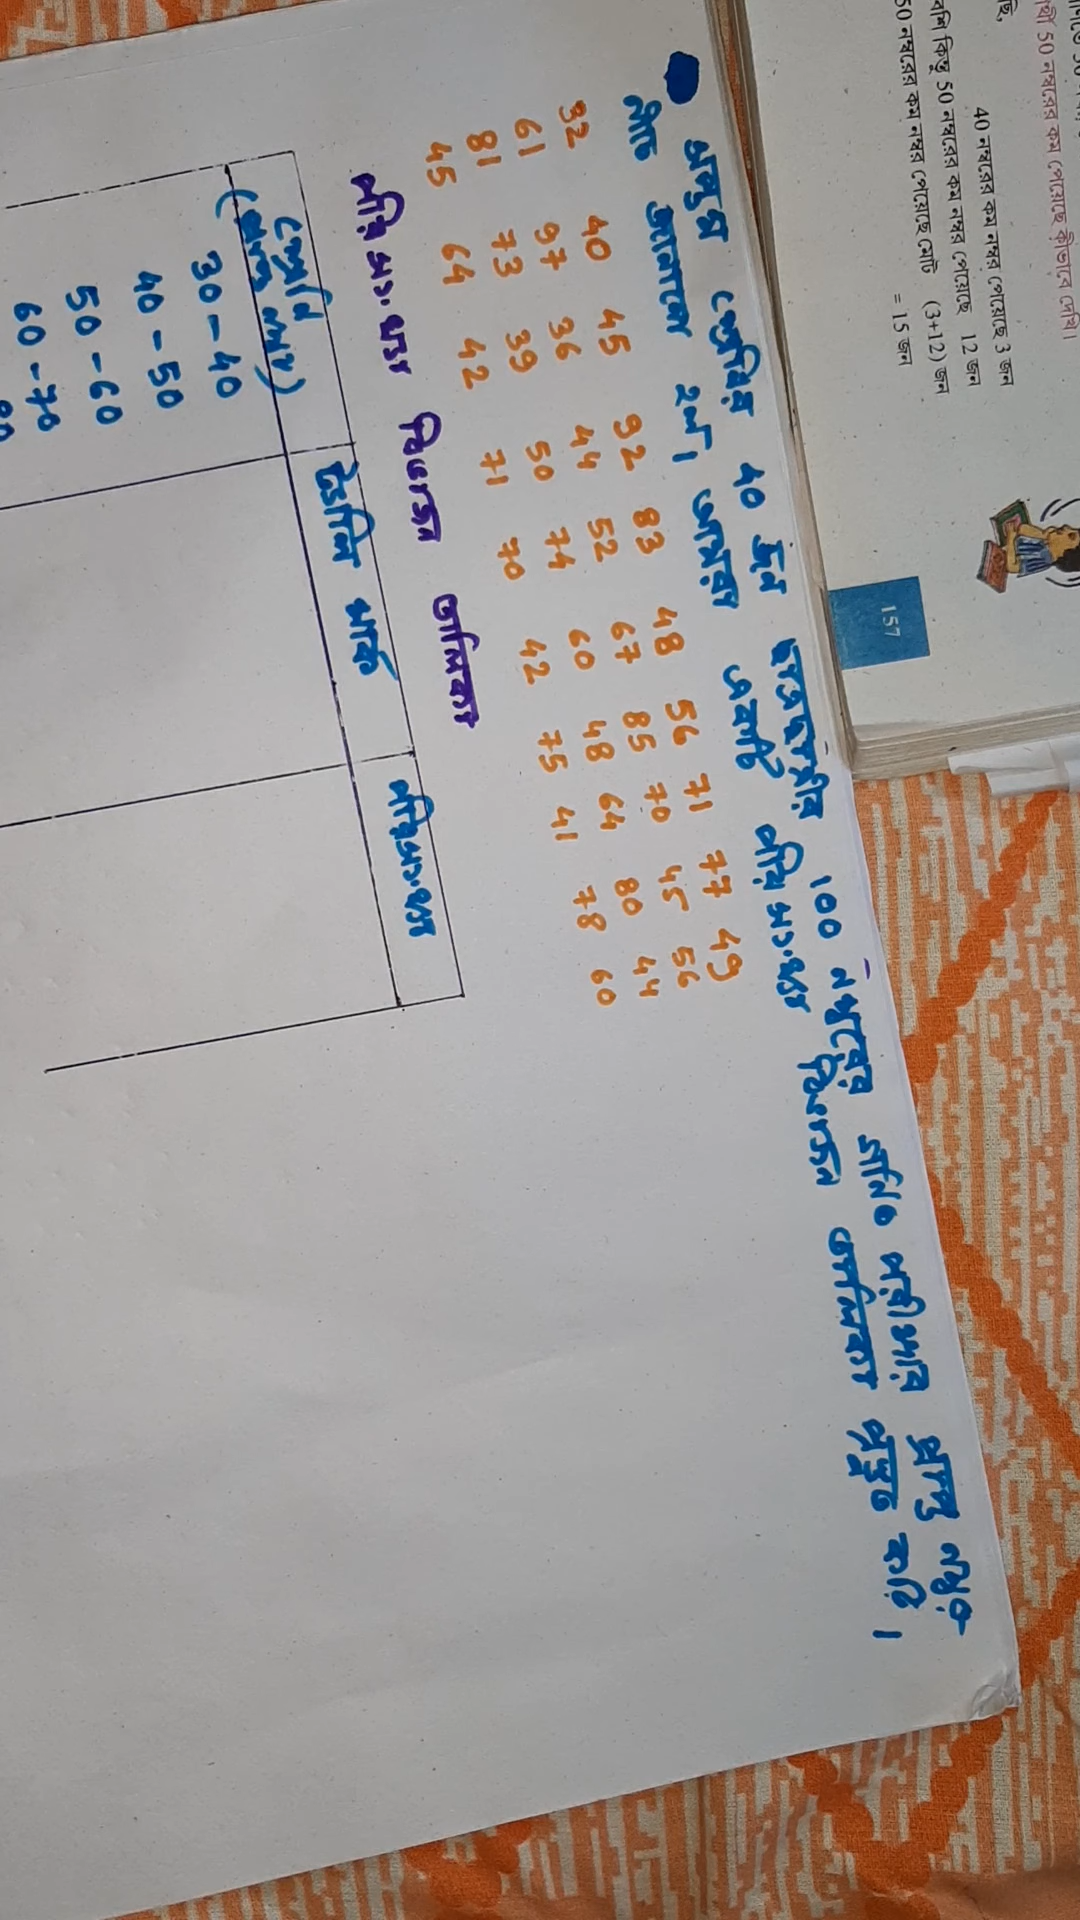 50 নম্বরের কম পেয়েছে কীভাবে দেখি।
40 নম্বরের কম নম্বর পেয়েছে 3 জন
কিন্তু 50 নম্বরের কম নম্বর পেয়েছে 12 জন
50 নম্বরের কম নম্বর পেয়েছে মোট (3+12) জন
= 15 জন
157
শ্রেণির 40 জন ছাত্রছাত্রীর 100 নম্বরের গণিত পরীক্ষার প্রাপ্ত নম্বর
নীচে জানানো হল। আমরা একটি পরিসংখ্যা বিভাজন তালিকা প্রস্তুত করি।
32 40 45 32 83 48 56 71 77 49
61 37 36 44 52 67 85 70 45 56
81 73 39 50 74 60 48 64 80 44
45 64 42 71 70 42 75 41 78 60
পরিসংখ্যা বিভাজন তালিকা
শ্রেণি (প্রাপ্ত নম্বর) ট্যালি মার্ক পরিসংখ্যা
30 – 40
40 – 50
50 – 60
60 – 70